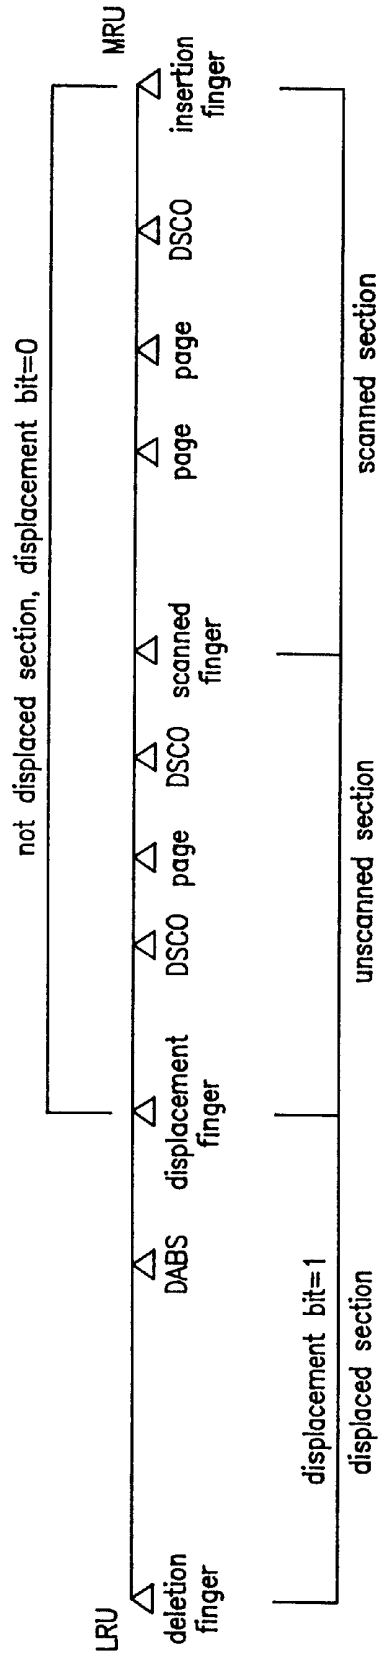 not displaced section, displacement bit=0
LRU
MRU
deletion
finger
DABS
displacement
finger
DSCO
page
DSCO
scanned
finger
page
page
DSCO
insertion
finger
displacement bit=1
displaced section
unscanned section
scanned section